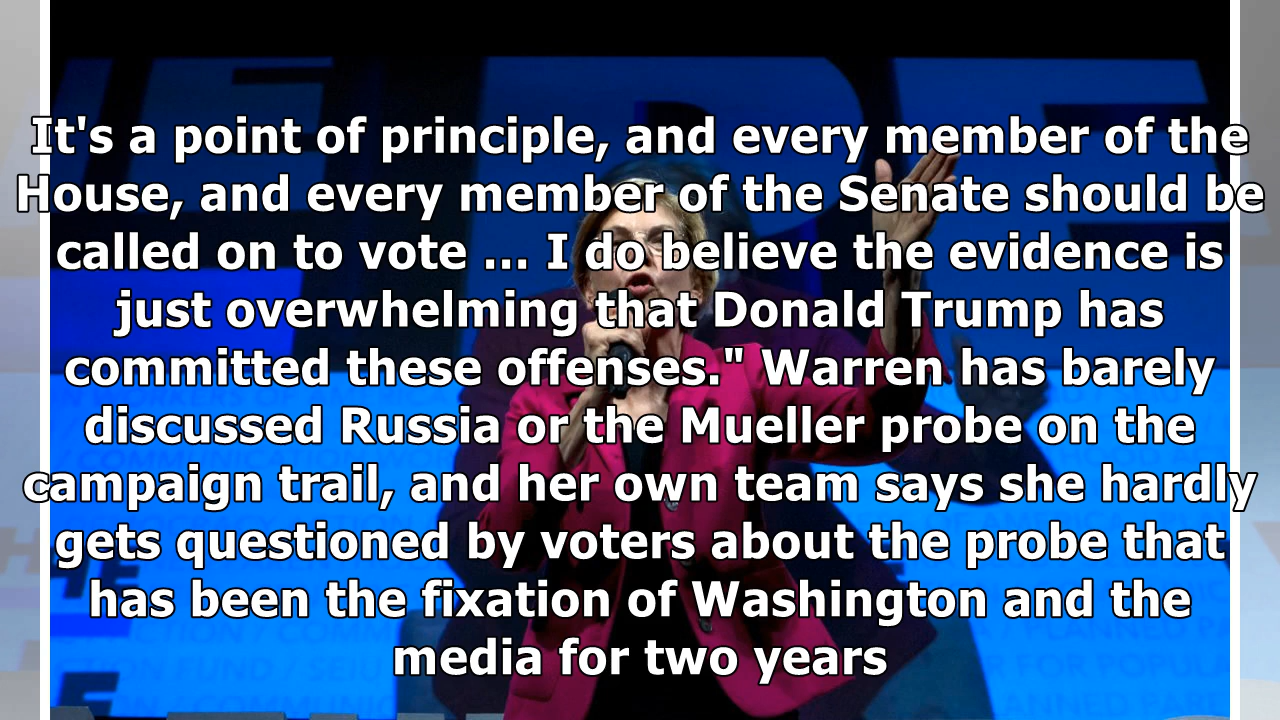 It's a point of principle, and every member of the
House, and every member of the Senate should be
called on to vote ... I do believe the evidence is
just overwhelming that Donald Trump has
committed these offenses." Warren has barely
discussed Russia or the Mueller probe on the
campaign trail, and her own team says she hardly
gets questioned by voters about the probe that
has been the fixation of Washington and the
media for two years